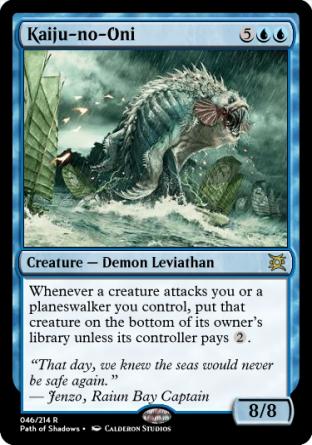 Kaiju-no-Oni 5
Creature — Demon Leviathan
Whenever a creature attacks you or a
planeswalker you control, put that
creature on the bottom of its owner's
library unless its controller pays 2.
"That day, we knew the seas would never
be safe again."
— Jenzo, Raiun Bay Captain
046/214 R
Path of Shadows • Calderon Studios
8/8